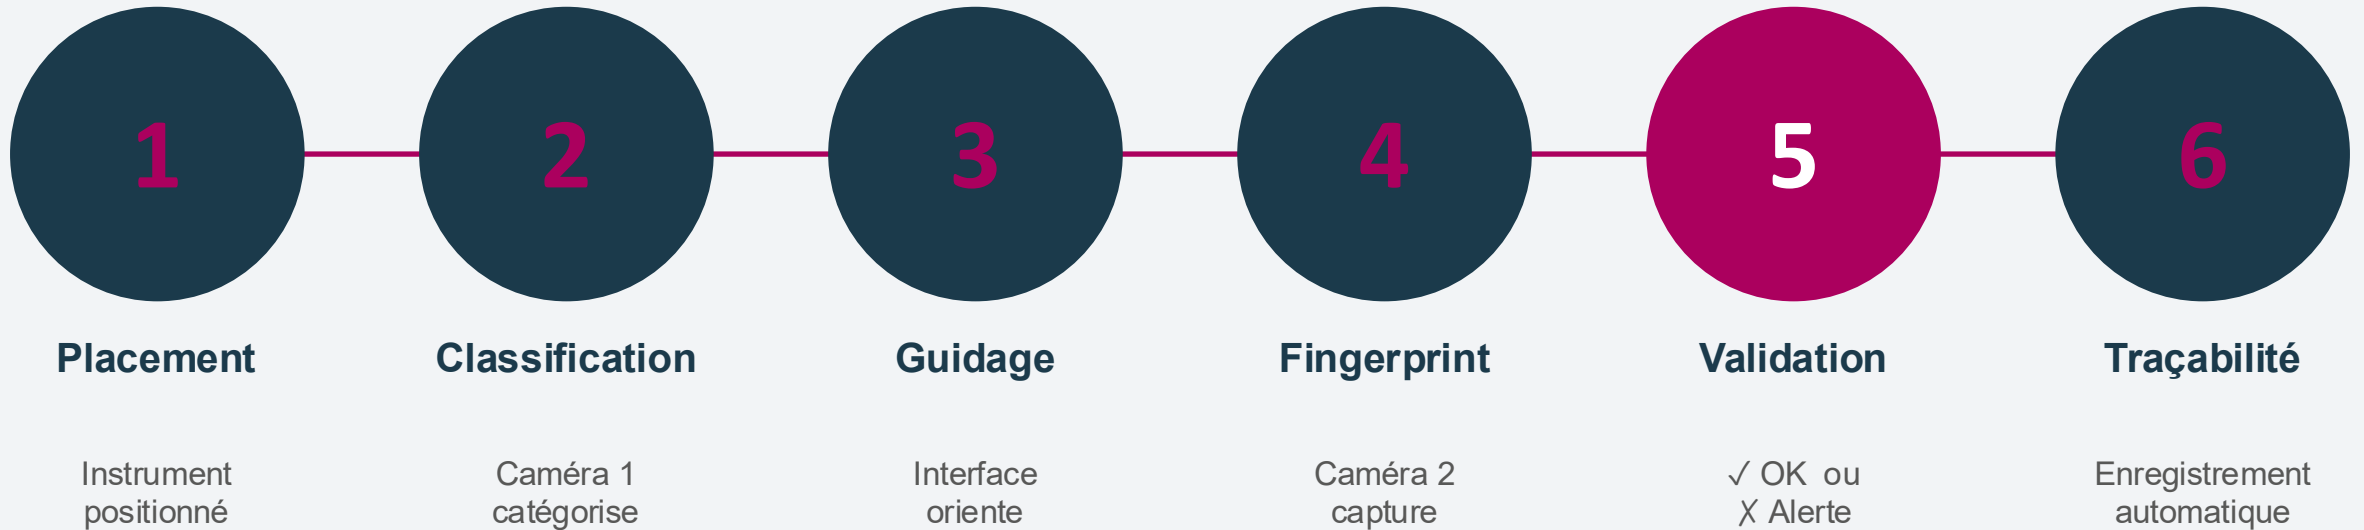 1 2 3 4 5 6
Placement Classification Guidage Fingerprint Validation Traçabilité
Instrument positionné
Caméra 1 catégorise
Interface oriente
Caméra 2 capture
✓ OK ou
✗ Alerte
Enregistrement automatique